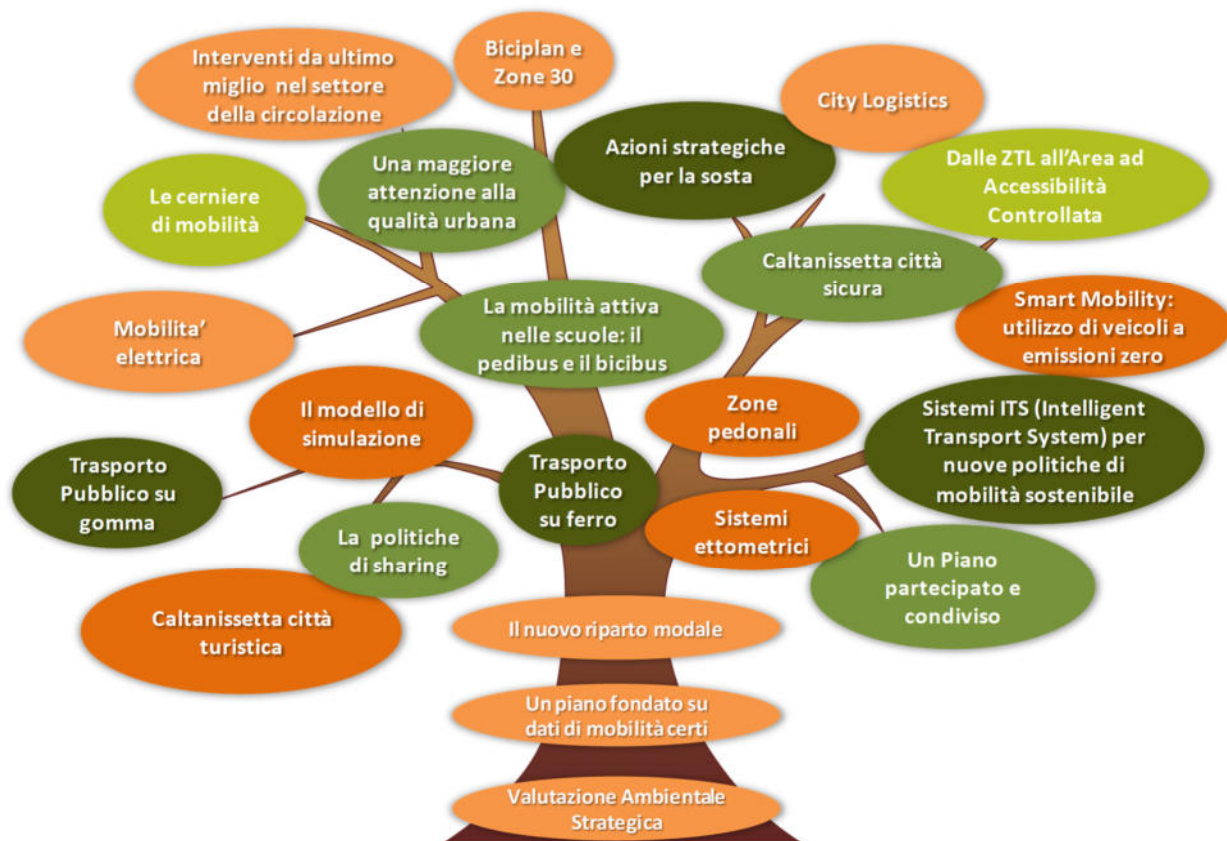 Interventi da ultimo
miglio nel settore
della circolazione
Biciplan e
Zone 30
City Logistics
Azioni strategiche
per la sosta
Una maggiore
attenzione alla
qualità urbana
Dalle ZTL all'Area ad
Accessibilità
Controllata
Le cerniere
di mobilità
Caltanissetta città
sicura
La mobilità attiva
nelle scuole: il
pedibus e il bicibus
Smart Mobility:
utilizzo di veicoli a
emissioni zero
Mobilita'
elettrica
Il modello di
simulazione
Zone
pedonali
Sistemi ITS (Intelligent
Transport System) per
nuove politiche di
mobilità sostenibile
Trasporto
Pubblico su
gomma
Trasporto
Pubblico
su ferro
Sistemi
ettometrici
La politiche
di sharing
Un Piano
partecipato e
condiviso
Caltanissetta città
turistica
Il nuovo riparto modale
Un piano fondato su
dati di mobilità certi
Valutazione Ambientale
Strategica